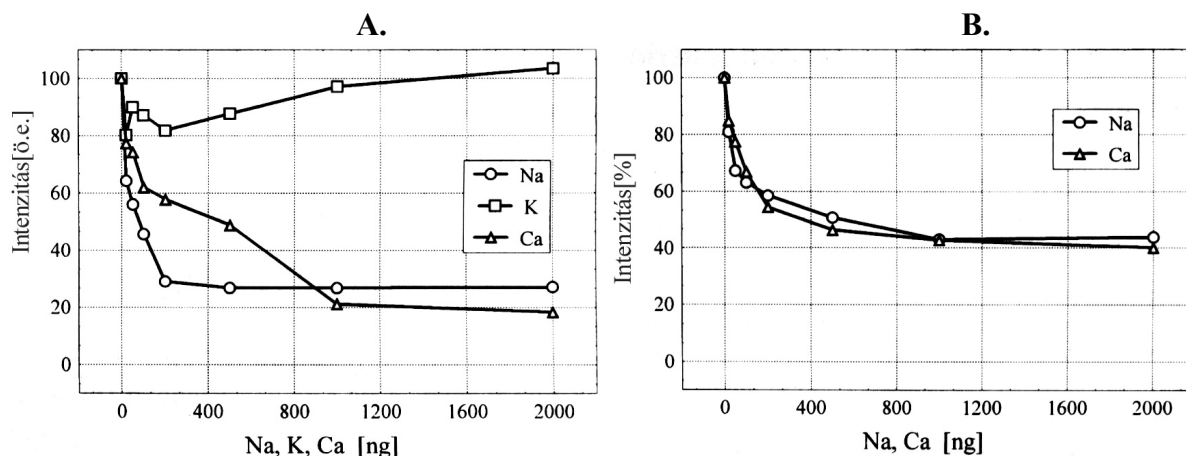 A.
Intenzitás[ö.e.]
100
80
60
40
20
0
Na
K
Ca
0 400 800 1200 1600 2000
Na, K, Ca [ng]
B.
Intenzitás[%]
100
80
60
40
20
0
Na
Ca
0 400 800 1200 1600 2000
Na, Ca [ng]